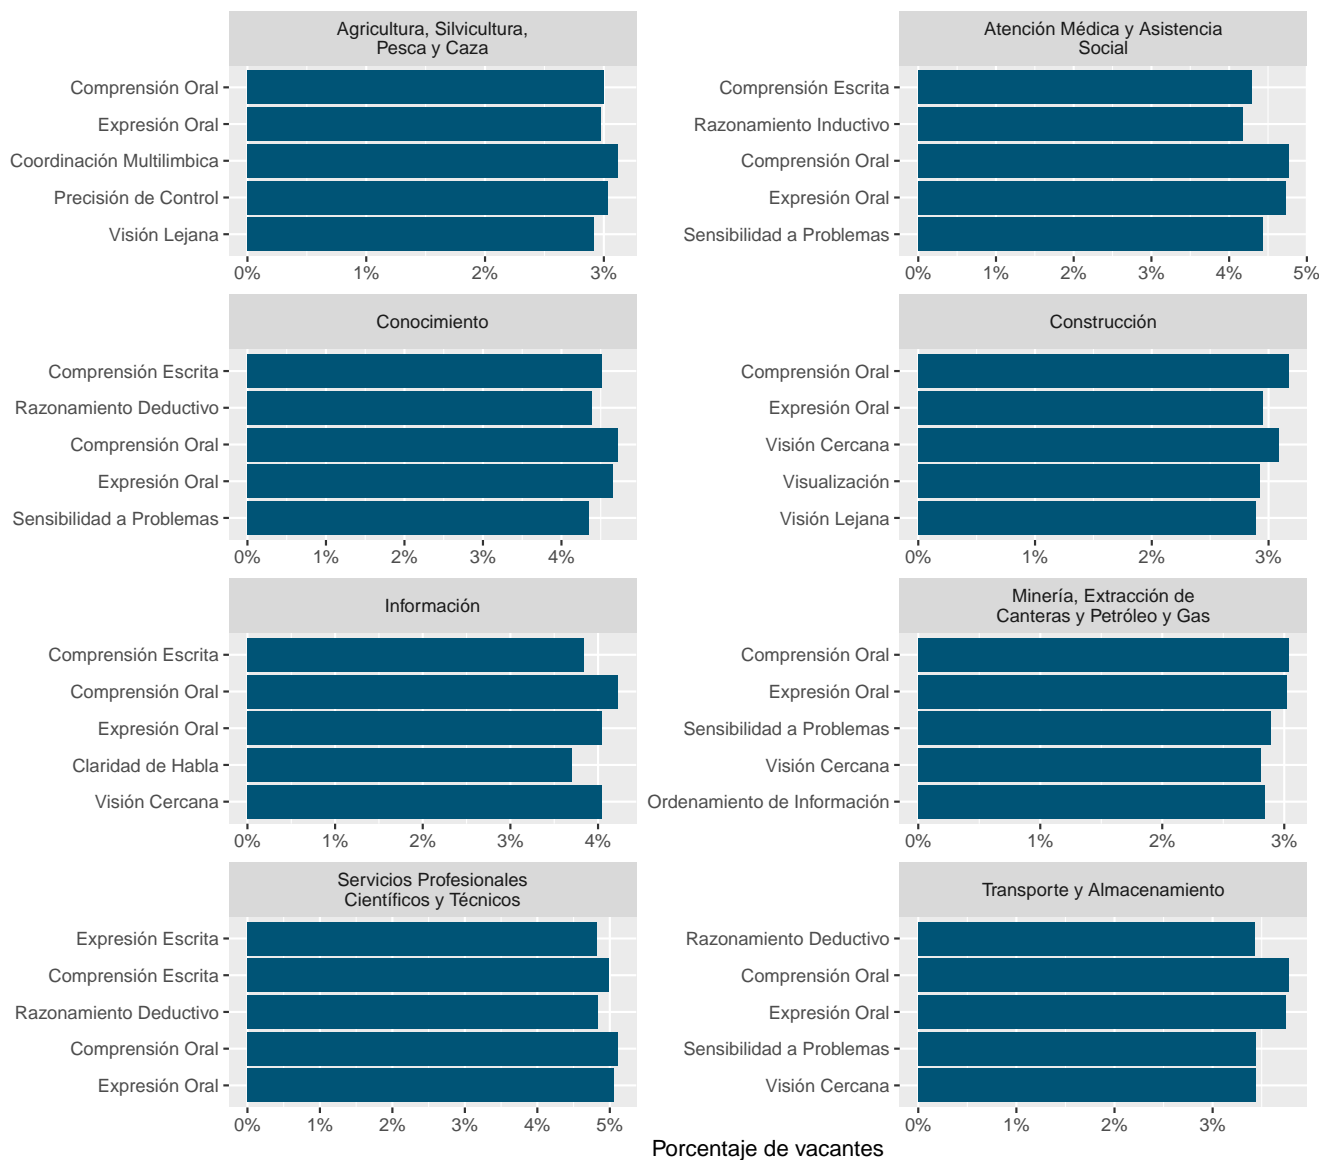 Agricultura, Silvicultura,
Pesca y Caza
Comprensión Oral
Expresión Oral
Coordinación Multilimbica
Precisión de Control
Visión Lejana
0% 1% 2% 3%
Atención Médica y Asistencia
Social
Comprensión Escrita
Razonamiento Inductivo
Comprensión Oral
Expresión Oral
Sensibilidad a Problemas
0% 1% 2% 3% 4% 5%
Conocimiento
Comprensión Escrita
Razonamiento Deductivo
Comprensión Oral
Expresión Oral
Sensibilidad a Problemas
0% 1% 2% 3% 4%
Construcción
Comprensión Oral
Expresión Oral
Visión Cercana
Visualización
Visión Lejana
0% 1% 2% 3%
Información
Comprensión Escrita
Comprensión Oral
Expresión Oral
Claridad de Habla
Visión Cercana
0% 1% 2% 3% 4%
Minería, Extracción de
Canteras y Petróleo y Gas
Comprensión Oral
Expresión Oral
Sensibilidad a Problemas
Visión Cercana
Ordenamiento de Información
0% 1% 2% 3%
Servicios Profesionales
Científicos y Técnicos
Expresión Escrita
Comprensión Escrita
Razonamiento Deductivo
Comprensión Oral
Expresión Oral
0% 1% 2% 3% 4% 5%
Transporte y Almacenamiento
Razonamiento Deductivo
Comprensión Oral
Expresión Oral
Sensibilidad a Problemas
Visión Cercana
0% 1% 2% 3%
Porcentaje de vacantes